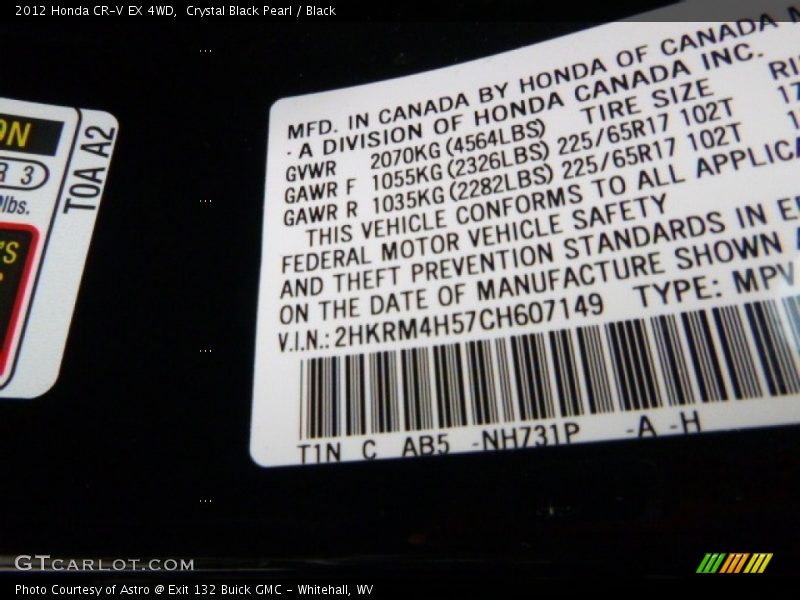 2012 Honda CR-V EX 4WD, Crystal Black Pearl / Black
MFD. IN CANADA BY HONDA OF CANADA
- A DIVISION OF HONDA CANADA INC.
TIRE SIZE
GVWR 2070KG (4564LBS)
GAWR F 1055KG (2326LBS) 225/65R17 102T
GAWR R 1035KG (2282LBS) 225/65R17 102T
THIS VEHICLE CONFORMS TO ALL
FEDERAL MOTOR VEHICLE SAFETY
AND THEFT PREVENTION STANDARDS IN
ON THE DATE OF MANUFACTURE SHOWN
V.I.N.: 2HKRM4H57CH607149 TYPE: MPV
T1N C AB5 -NH731P -A -H
TOA A2
R 3
lbs.
GTCARLOT.COM
Photo Courtesy of Astro @ Exit 132 Buick GMC - Whitehall, WV